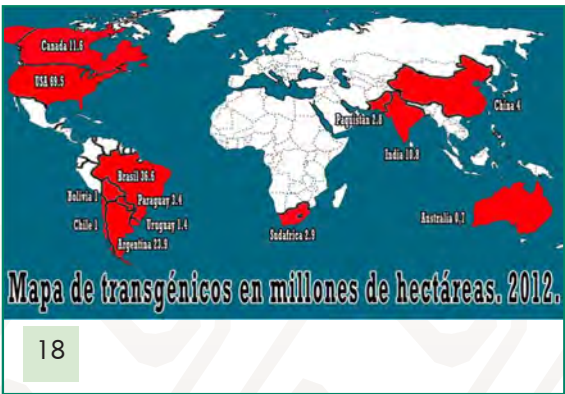 Canada 11.6
USA 69.5
China 4
Paquistán 2.8
India 10.8
Brasil 36.6
Bolivia 1
Paraguay 3.4
Chile 1
Uruguay 1.4
Argentina 23.9
Sudafrica 2.9
Australia 0.7
Mapa de transgénicos en millones de hectáreas. 2012.
18